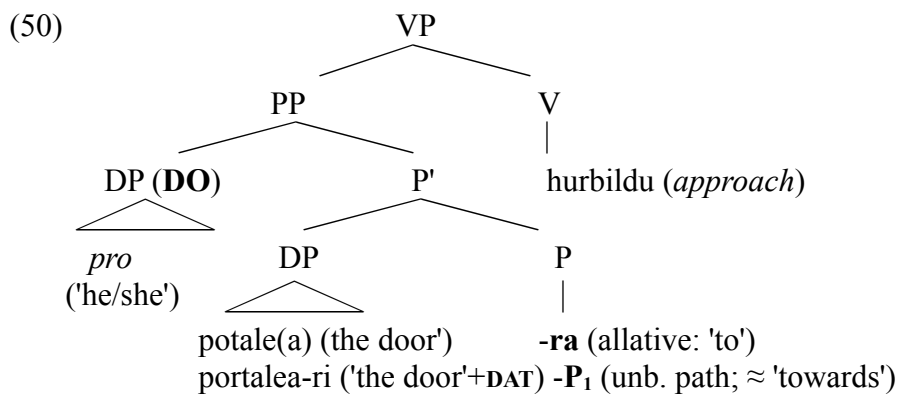 (50) VP
PP V
DP (DO) P' hurbildu (approach)
pro DP P
('he/she')
potale(a) (the door') -ra (allative: 'to')
portalea-ri ('the door'+DAT) -P₁ (unb. path; ≈ 'towards')